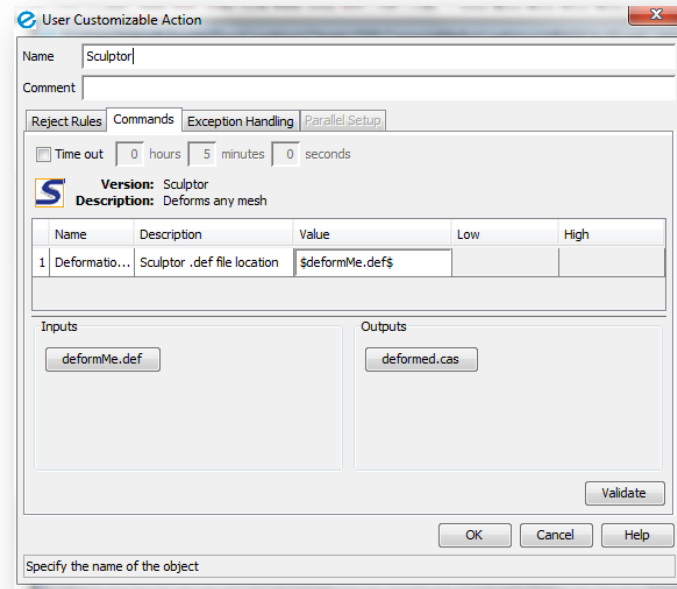 User Customizable Action
Name Sculptor
Comment
Reject Rules Commands Exception Handling Parallel Setup
Time out 0 hours 5 minutes 0 seconds
Version: Sculptor
Description: Deforms any mesh
Name Description Value Low High
1 Deformatio... Sculptor .def file location $deformMe.def$
Inputs Outputs
deformMe.def deformed.cas
Validate
OK Cancel Help
Specify the name of the object